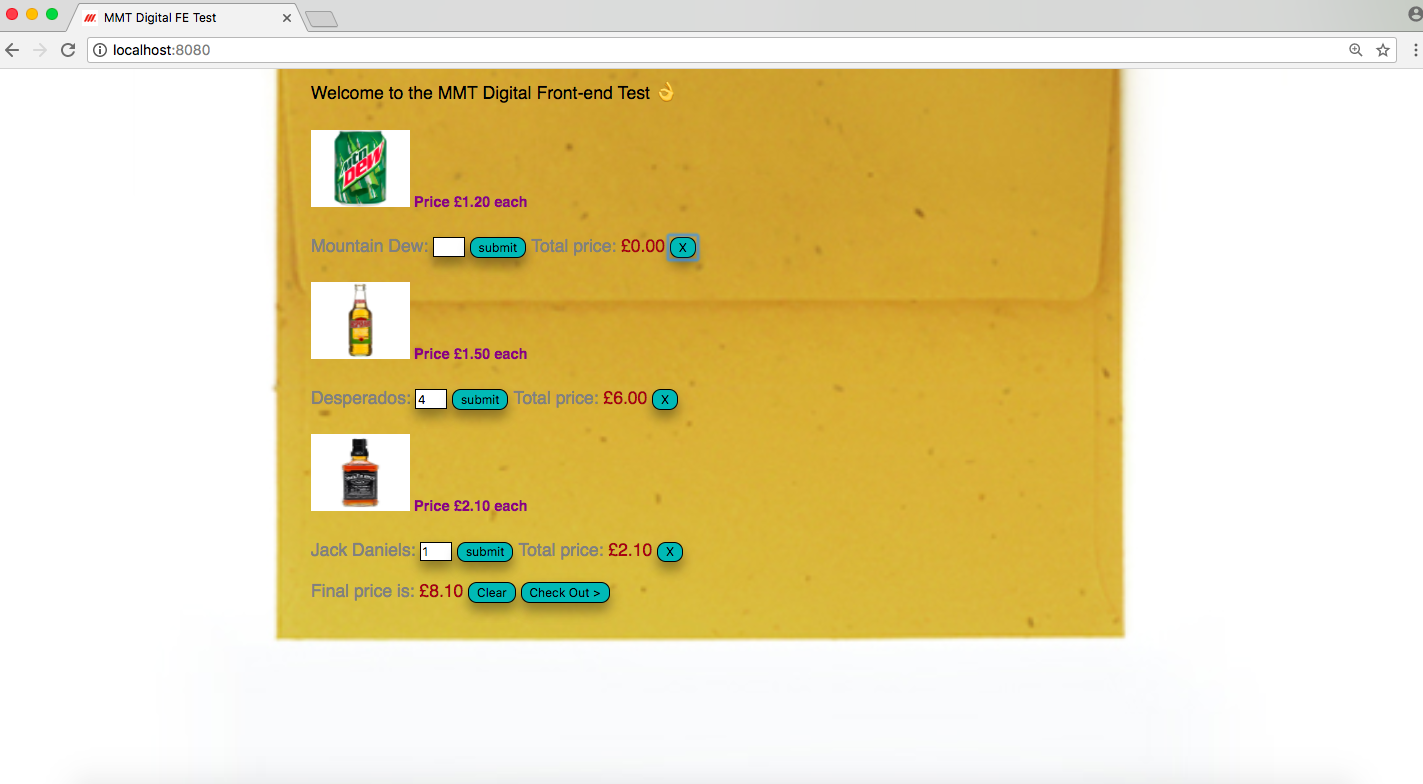 MMT Digital FE Test
localhost:8080
Welcome to the MMT Digital Front-end Test 👌
mtn
DEW
Price £1.20 each
Mountain Dew: submit Total price: £0.00 X
Price £1.50 each
Desperados: 4 submit Total price: £6.00 X
Price £2.10 each
Jack Daniels: 1 submit Total price: £2.10 X
Final price is: £8.10 Clear Check Out >